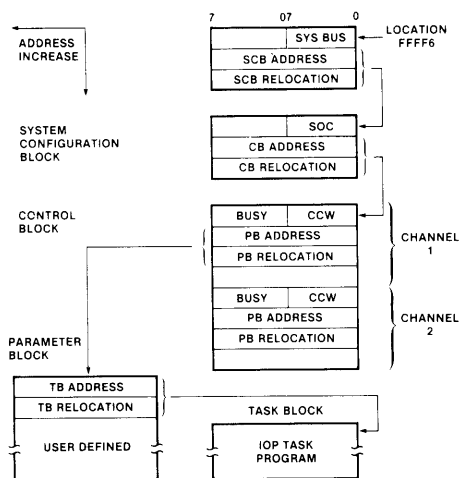 7 07 0
ADDRESS
INCREASE
SYS BUS
LOCATION
FFFF6
SCB ADDRESS
SCB RELOCATION
SYSTEM
CONFIGURATION
BLOCK
SOC
CB ADDRESS
CB RELOCATION
CONTROL
BLOCK
BUSY CCW
PB ADDRESS
PB RELOCATION
CHANNEL
1
BUSY CCW
PB ADDRESS
PB RELOCATION
CHANNEL
2
PARAMETER
BLOCK
TB ADDRESS
TB RELOCATION
USER DEFINED
TASK BLOCK
IOP TASK
PROGRAM